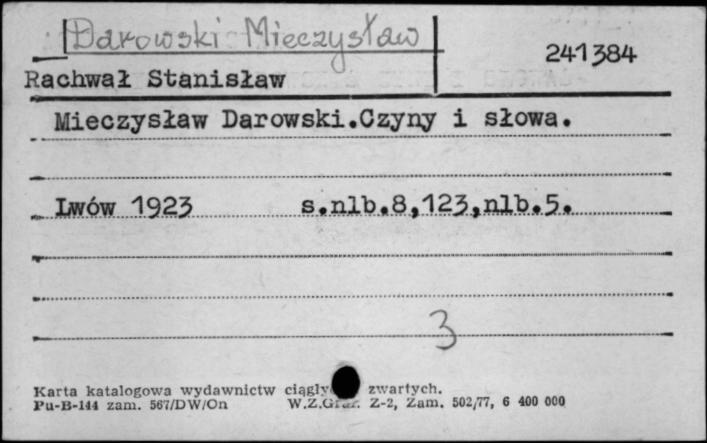 Darowski Mieczysław
241384
Rachwał Stanisław
Mieczysław Darowski.Czyny i słowa.
Lwów 1923 s.nlb.8,123,nlb.5.
3
Karta katalogowa wydawnictw zwartych.
Pu-B-144 zam. 567/DW/On W.Z.Graf. Z-2, Zam. 502/77, 6 400 000